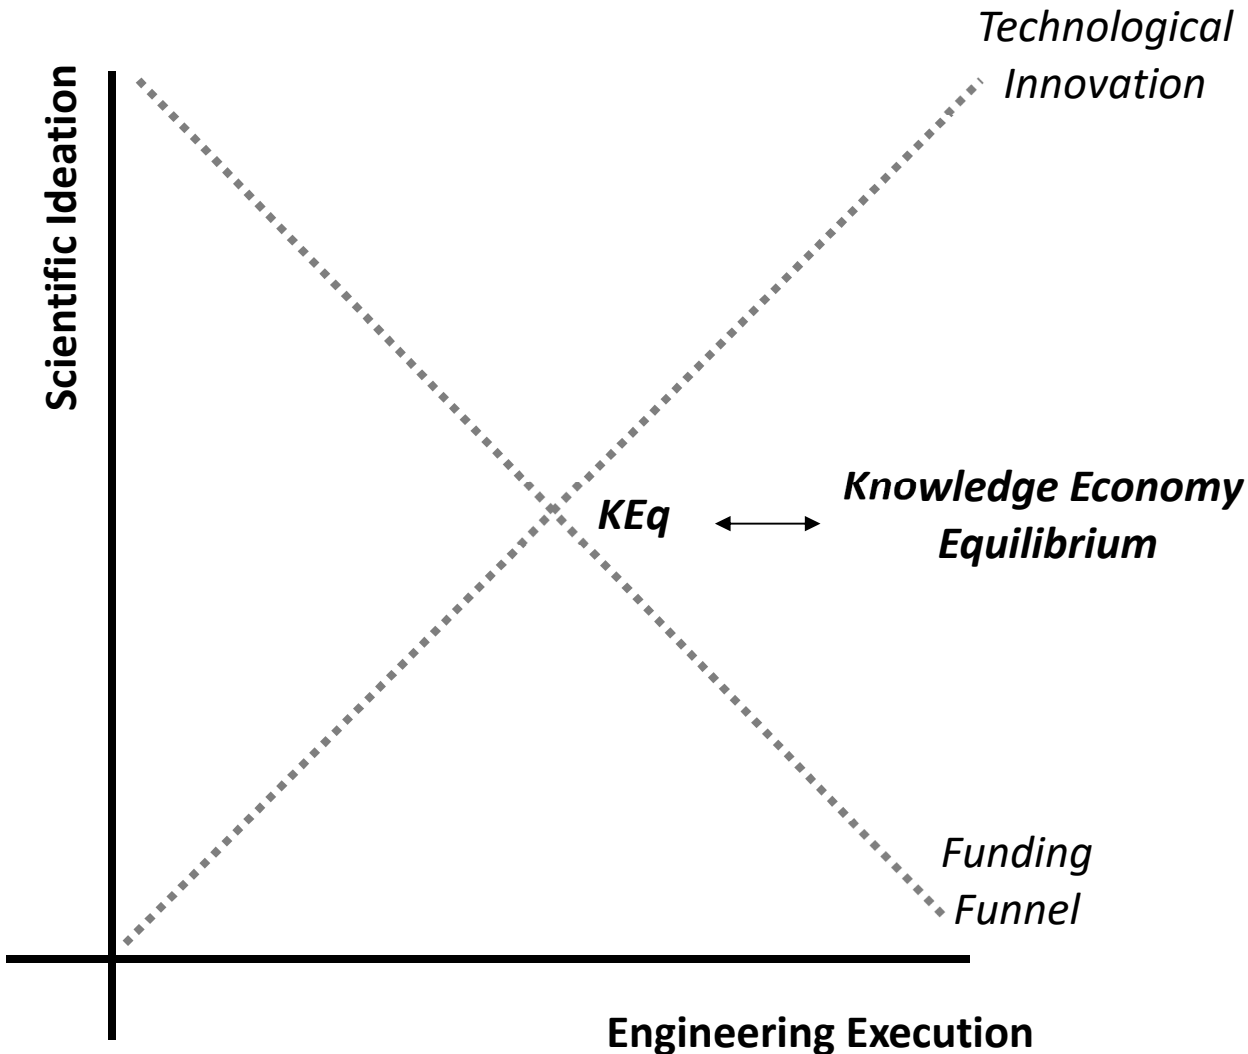 Technological
Innovation
Scientific Ideation
KEq
Knowledge Economy
Equilibrium
Funding
Funnel
Engineering Execution